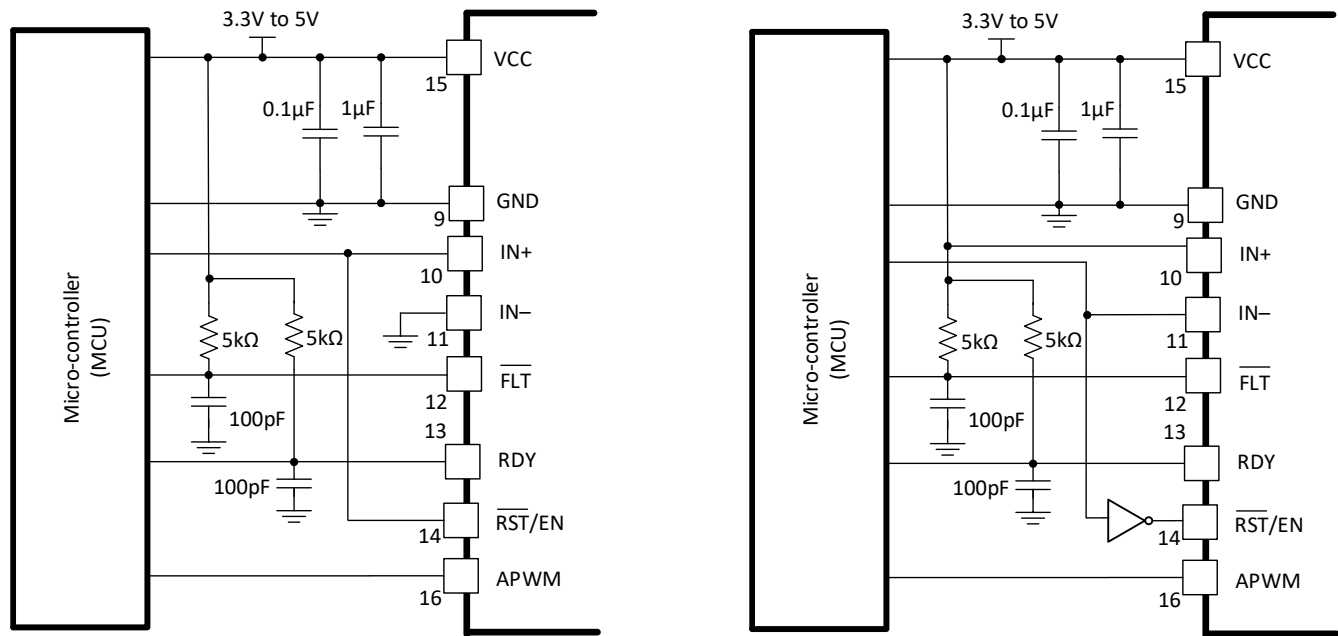 3.3V to 5V
VCC
15
0.1µF
1µF
GND
9
IN+
10
IN–
11
5kΩ
5kΩ
FLT
12
100pF
13
RDY
100pF
RST/EN
14
APWM
16
Micro-controller
(MCU)
3.3V to 5V
VCC
15
0.1µF
1µF
GND
9
IN+
10
IN–
11
5kΩ
5kΩ
FLT
12
100pF
13
RDY
100pF
RST/EN
14
APWM
16
Micro-controller
(MCU)